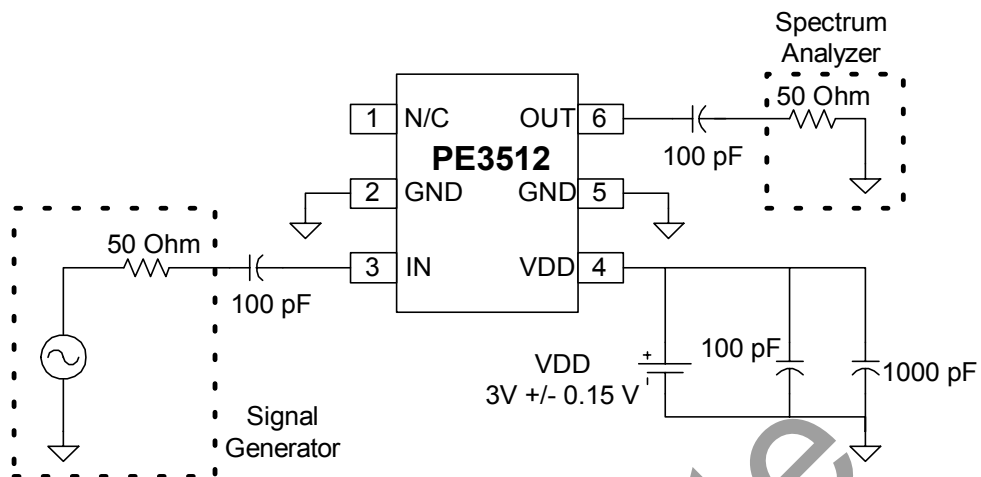 Spectrum
Analyzer
50 Ohm
1 N/C OUT 6
PE3512
100 pF
2 GND GND 5
50 Ohm
3 IN VDD 4
100 pF
VDD
3V +/- 0.15 V
+
-
100 pF
1000 pF
Signal
Generator